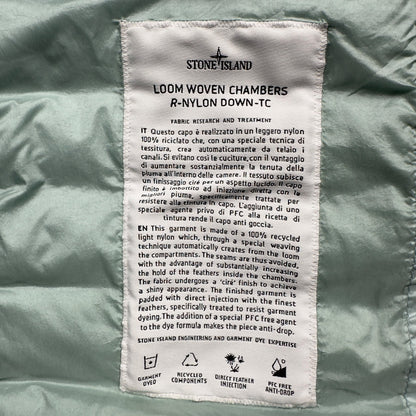 STONE ISLAND
LOOM WOVEN CHAMBERS
R-NYLON DOWN-TC
FABRIC RESEARCH AND TREATMENT
IT Questo capo è realizzato in un leggero nylon
100% riciclato che, con una speciale tecnica di
tessitura, crea automaticamente da telaio i
canali. Si evitano così le cuciture, con il vantaggio
di aumentare sostanzialmente la tenuta della
piuma all'interno delle camere. Il tessuto subisce
un finissaggio ciré per un aspetto lucido. Il capo
finito è imbottito ad iniezione diretta con le
migliori piume, specificamente trattate per
resistere alla tintura in capo. L'aggiunta di uno
speciale agente privo di PFC alla ricetta di
tintura rende il capo anti goccia.
EN This garment is made of a 100% recycled
light nylon which, through a special weaving
technique automatically creates from the loom
the compartments. The seams are thus avoided,
with the advantage of substantially increasing
the hold of the feathers inside the chambers.
The fabric undergoes a 'ciré' finish to achieve
a shiny appearance. The finished garment is
padded with direct injection with the finest
feathers, specifically treated to resist garment
dyeing. The addition of a special PFC free agent
to the dye formula makes the piece anti-drop.
STONE ISLAND ENGINEERING AND GARMENT DYE EXPERTISE
GARMENT DYED
RECYCLED COMPONENTS
DIRECT FEATHER INJECTION
PFC FREE ANTI-DROP